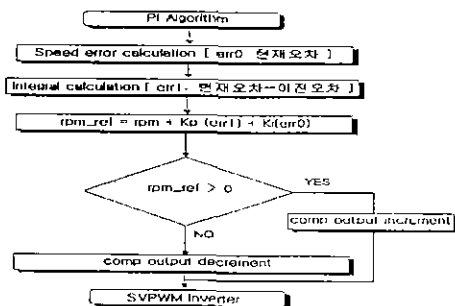 PI Algorithm
Speed error calculation [ err0 현재오차 ]
Integral calculation [ err1, 현재오차-이전오차 ]
rpm_ref = rpm + Kp (err1) + Ki(err0)
rpm_ref > 0
YES
comp output increment
NO
comp output decrement
SVPWM Inverter